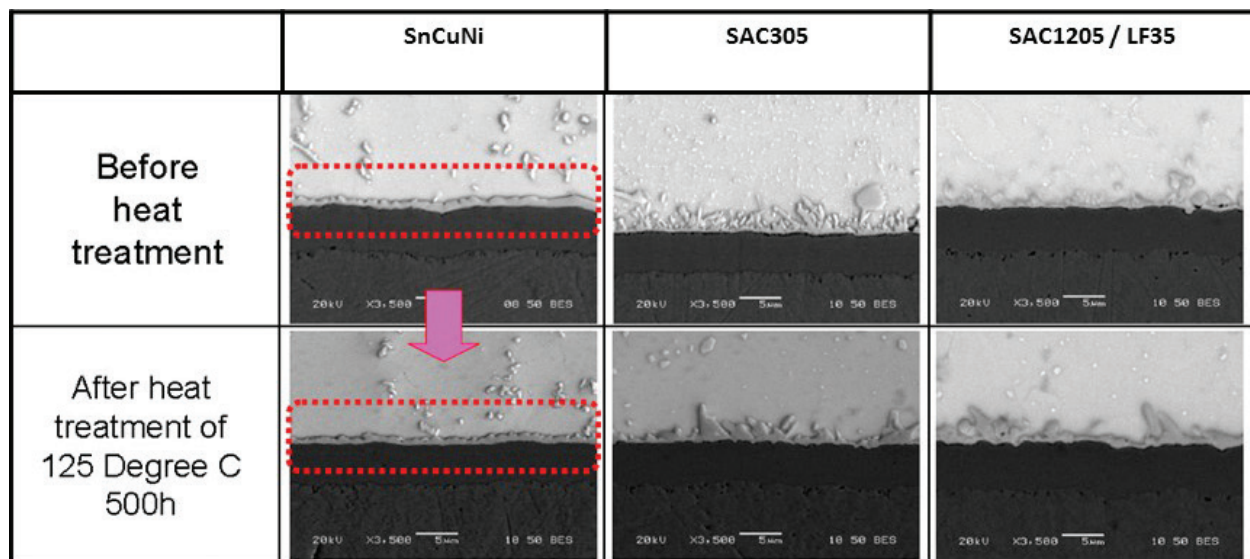 SnCuNi
SAC305
SAC1205 / LF35
Before
heat
treatment
20kV X3,500 08 50 BES
20kV X3,500 5μm 10 50 BES
20kV X3,500 5μm 10 50 BES
After heat
treatment of
125 Degree C
500h
20kV X3,500 5μm 10 50 BES
20kV X3,500 5μm 10 50 BES
20kV X3,500 5μm 10 50 BES